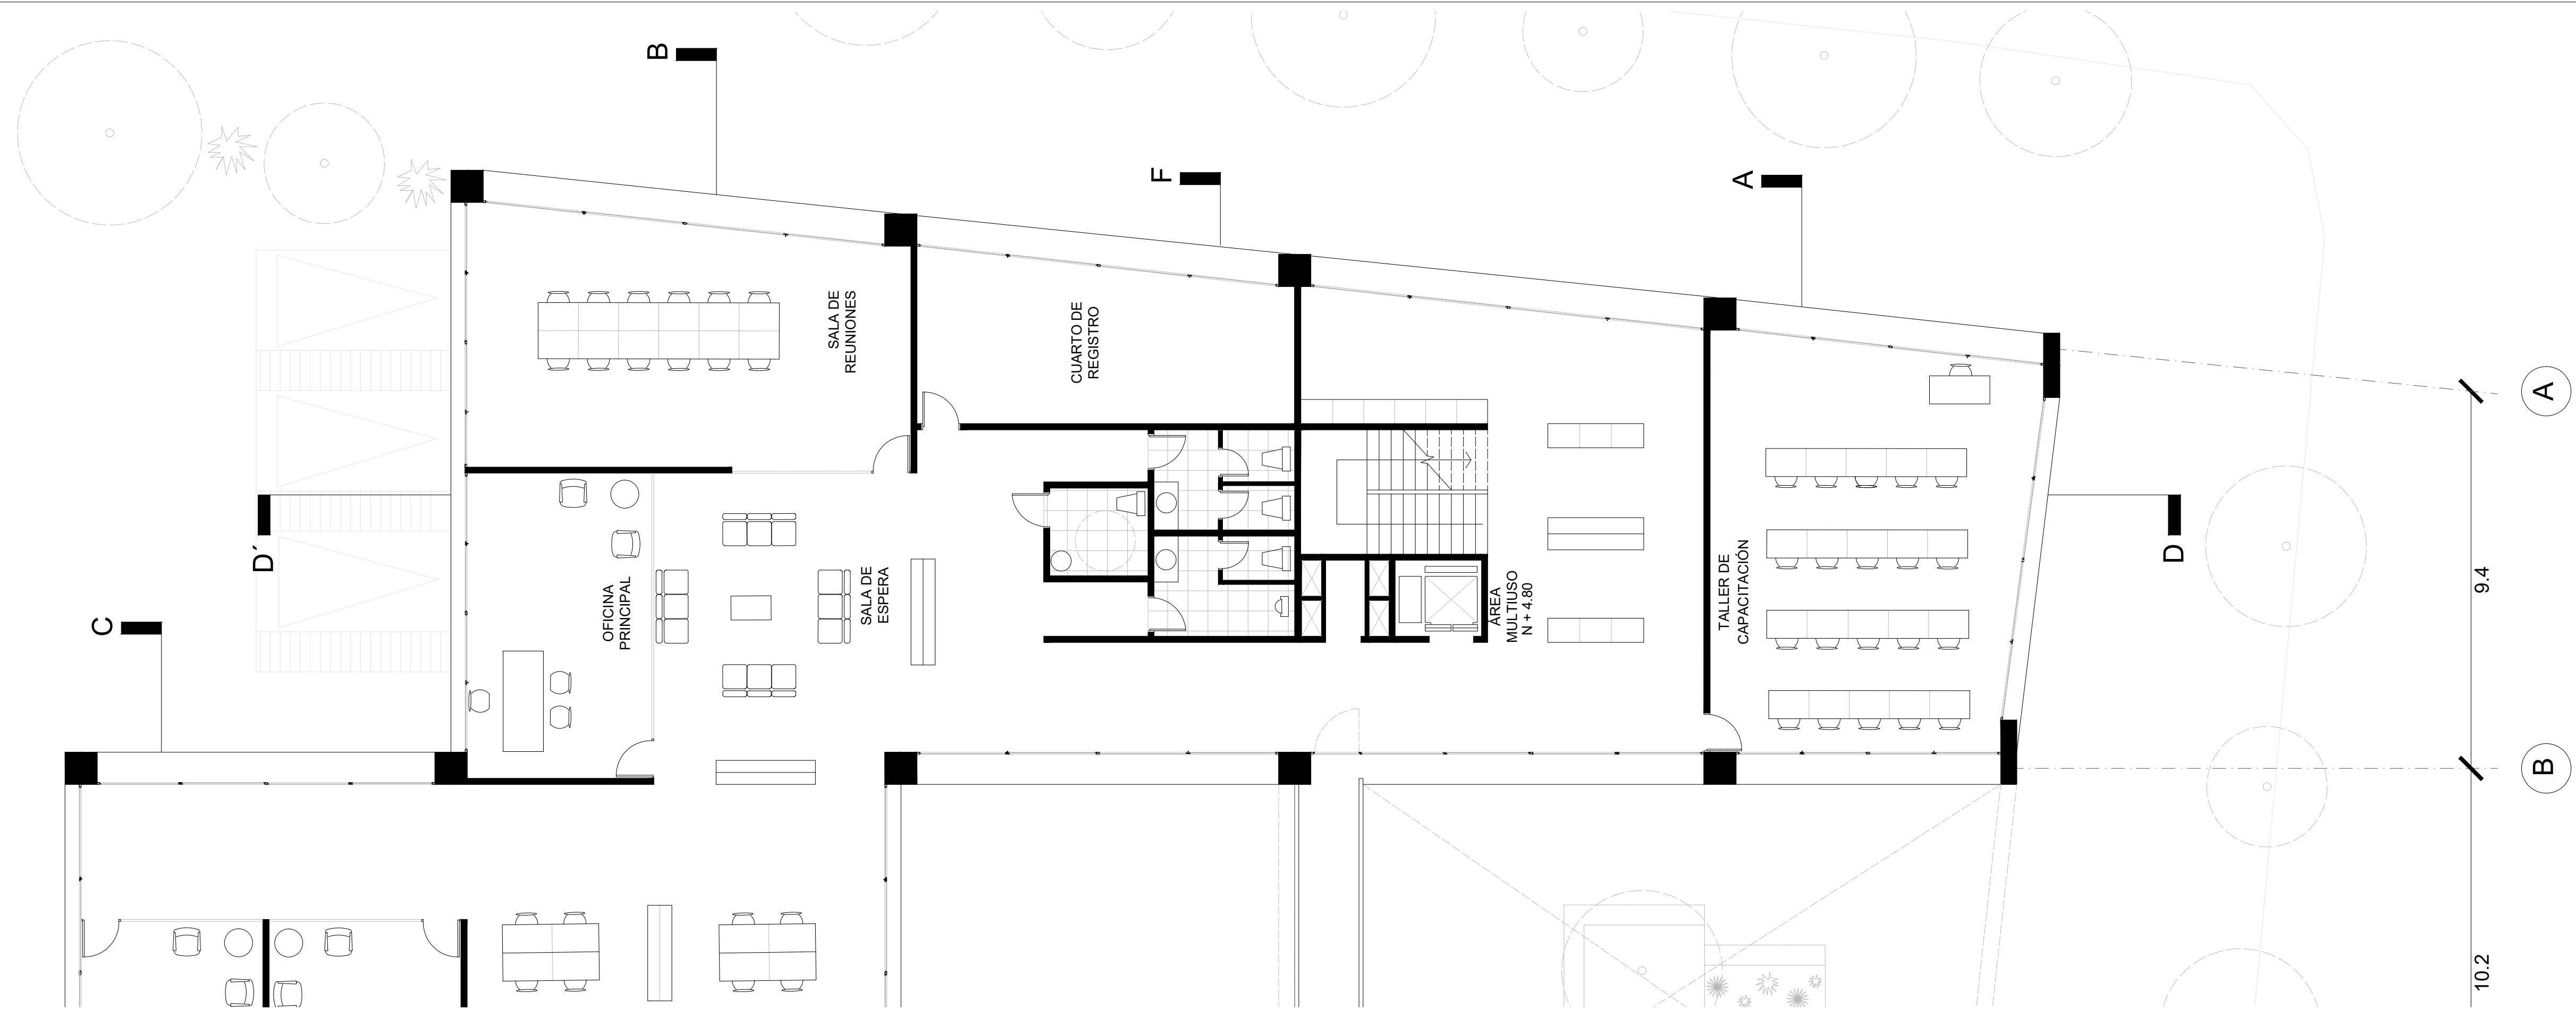 B
F
A
SALA DE
REUNIONES
CUARTO DE
REGISTRO
A
D´
C
OFICINA
PRINCIPAL
SALA DE
ESPERA
ÁREA
MULTIUSO
N + 4.80
TALLER DE
CAPACITACIÓN
D
9.4
B
10.2